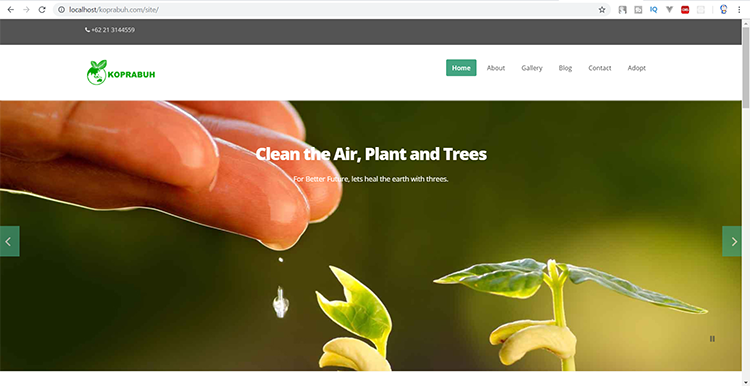 localhost/koprabuh.com/site/
+62 21 3144559
KOPRABUH
Home About Gallery Blog Contact Adopt
Clean the Air, Plant and Trees
For Better Future, lets heal the earth with threes.